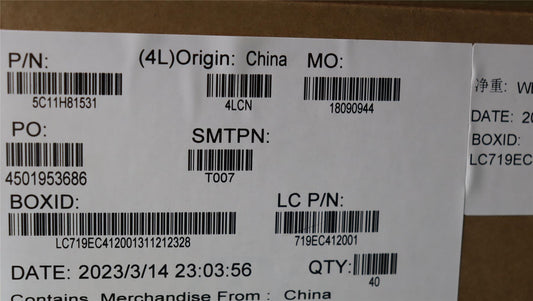 P/N: (4L)Origin: China MO:
5C11H81531 4LCN 18090944
PO: SMTPN:
4501953686 T007
BOXID: LC P/N:
LC719EC412001311212328 719EC412001
DATE: 2023/3/14 23:03:56 QTY:
40
Contains Merchandise From : China
净重:
DATE: 20
BOXID:
LC719EC